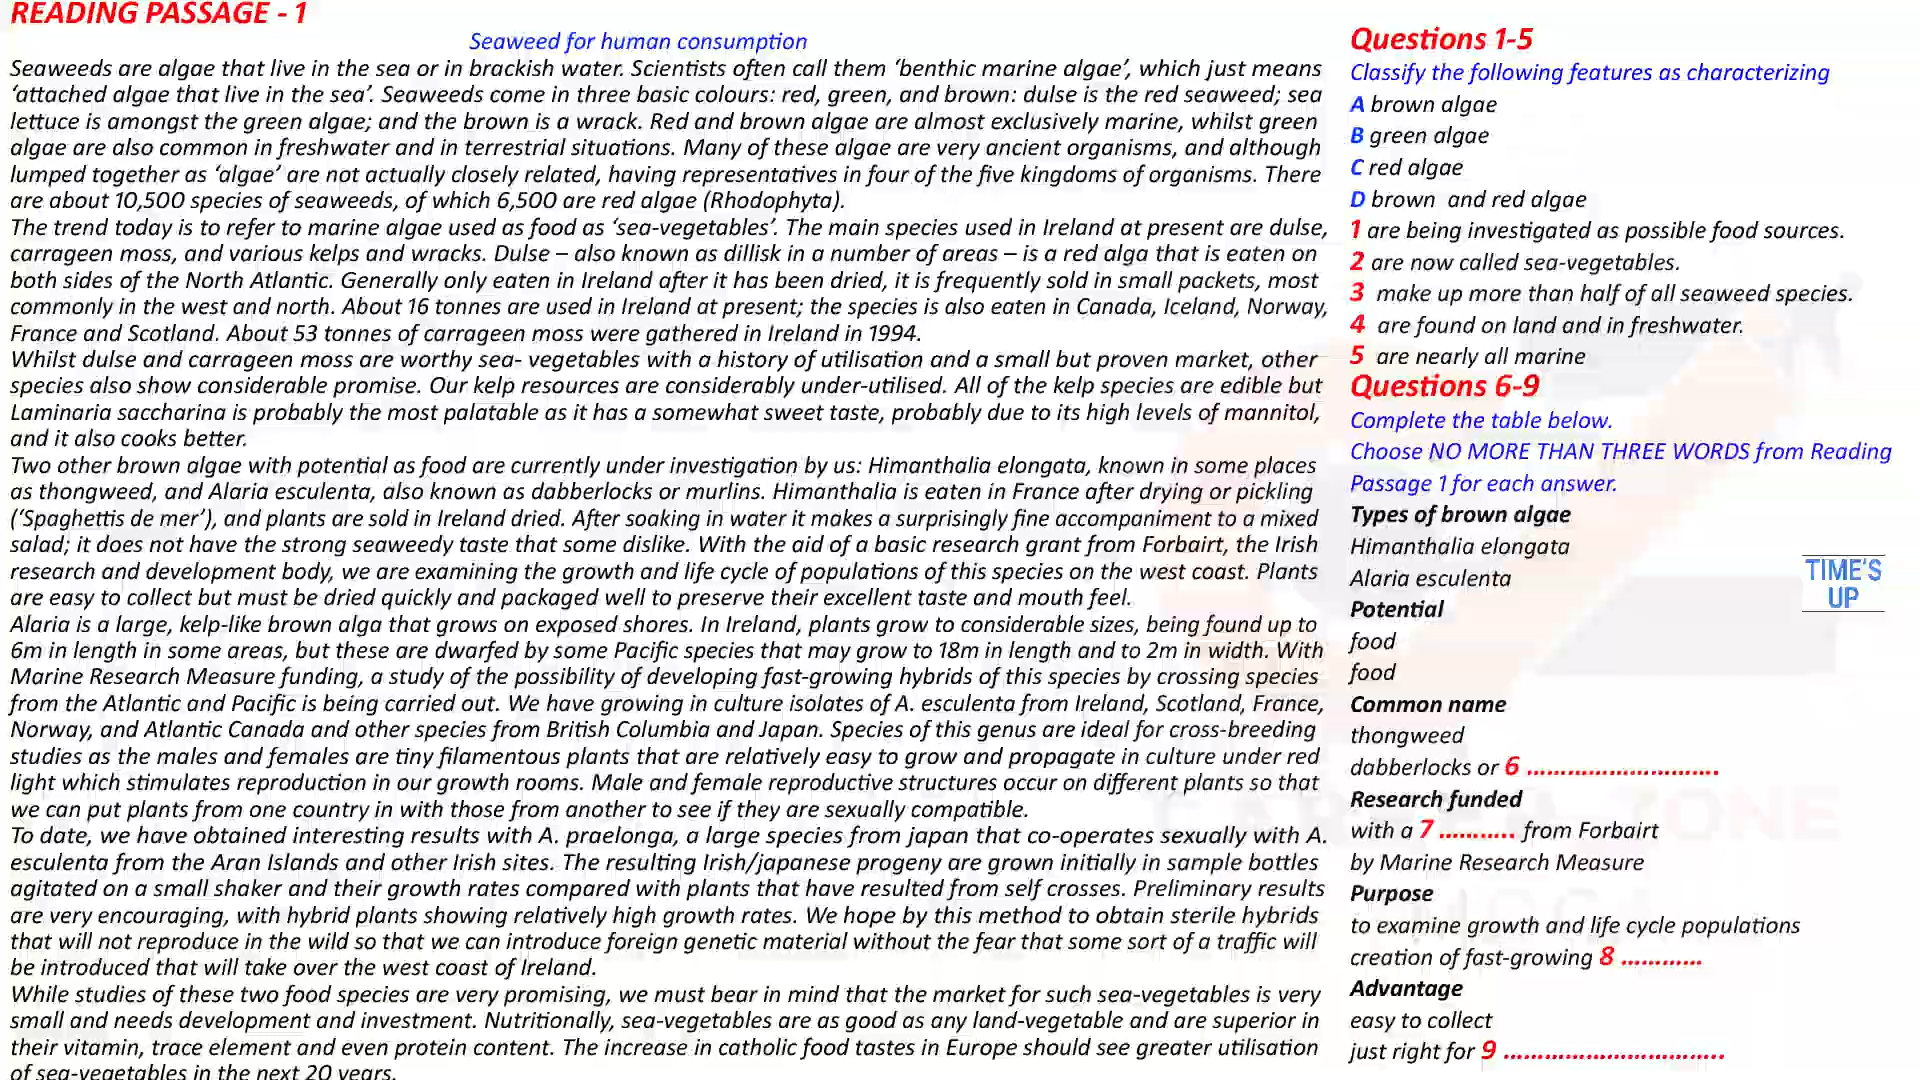 READING PASSAGE - 1
Seaweed for human consumption
Seaweeds are algae that live in the sea or in brackish water. Scientists often call them ‘benthic marine algae’, which just means
‘attached algae that live in the sea’. Seaweeds come in three basic colours: red, green, and brown: dulse is the red seaweed; sea
lettuce is amongst the green algae; and the brown is a wrack. Red and brown algae are almost exclusively marine, whilst green
algae are also common in freshwater and in terrestrial situations. Many of these algae are very ancient organisms, and although
lumped together as ‘algae’ are not actually closely related, having representatives in four of the five kingdoms of organisms. There
are about 10,500 species of seaweeds, of which 6,500 are red algae (Rhodophyta).
The trend today is to refer to marine algae used as food as ‘sea-vegetables’. The main species used in Ireland at present are dulse,
carrageen moss, and various kelps and wracks. Dulse – also known as dillisk in a number of areas – is a red alga that is eaten on
both sides of the North Atlantic. Generally only eaten in Ireland after it has been dried, it is frequently sold in small packets, most
commonly in the west and north. About 16 tonnes are used in Ireland at present; the species is also eaten in Canada, Iceland, Norway,
France and Scotland. About 53 tonnes of carrageen moss were gathered in Ireland in 1994.
Whilst dulse and carrageen moss are worthy sea- vegetables with a history of utilisation and a small but proven market, other
species also show considerable promise. Our kelp resources are considerably under-utilised. All of the kelp species are edible but
Laminaria saccharina is probably the most palatable as it has a somewhat sweet taste, probably due to its high levels of mannitol,
and it also cooks better.
Two other brown algae with potential as food are currently under investigation by us: Himanthalia elongata, known in some places
as thongweed, and Alaria esculenta, also known as dabberlocks or murlins. Himanthalia is eaten in France after drying or pickling
(‘Spaghettis de mer’), and plants are sold in Ireland dried. After soaking in water it makes a surprisingly fine accompaniment to a mixed
salad; it does not have the strong seaweedy taste that some dislike. With the aid of a basic research grant from Forbairt, the Irish
research and development body, we are examining the growth and life cycle of populations of this species on the west coast. Plants
are easy to collect but must be dried quickly and packaged well to preserve their excellent taste and mouth feel.
Alaria is a large, kelp-like brown alga that grows on exposed shores. In Ireland, plants grow to considerable sizes, being found up to
6m in length in some areas, but these are dwarfed by some Pacific species that may grow to 18m in length and to 2m in width. With
Marine Research Measure funding, a study of the possibility of developing fast-growing hybrids of this species by crossing species
from the Atlantic and Pacific is being carried out. We have growing in culture isolates of A. esculenta from Ireland, Scotland, France,
Norway, and Atlantic Canada and other species from British Columbia and Japan. Species of this genus are ideal for cross-breeding
studies as the males and females are tiny filamentous plants that are relatively easy to grow and propagate in culture under red
light which stimulates reproduction in our growth rooms. Male and female reproductive structures occur on different plants so that
we can put plants from one country in with those from another to see if they are sexually compatible.
To date, we have obtained interesting results with A. praelonga, a large species from japan that co-operates sexually with A.
esculenta from the Aran Islands and other Irish sites. The resulting Irish/japanese progeny are grown initially in sample bottles
agitated on a small shaker and their growth rates compared with plants that have resulted from self crosses. Preliminary results
are very encouraging, with hybrid plants showing relatively high growth rates. We hope by this method to obtain sterile hybrids
that will not reproduce in the wild so that we can introduce foreign genetic material without the fear that some sort of a traffic will
be introduced that will take over the west coast of Ireland.
While studies of these two food species are very promising, we must bear in mind that the market for such sea-vegetables is very
small and needs development and investment. Nutritionally, sea-vegetables are as good as any land-vegetable and are superior in
their vitamin, trace element and even protein content. The increase in catholic food tastes in Europe should see greater utilisation
of sea-vegetables in the next 20 years.
Questions 1-5
Classify the following features as characterizing
A brown algae
B green algae
C red algae
D brown and red algae
1 are being investigated as possible food sources.
2 are now called sea-vegetables.
3 make up more than half of all seaweed species.
4 are found on land and in freshwater.
5 are nearly all marine
Questions 6-9
Complete the table below.
Choose NO MORE THAN THREE WORDS from Reading
Passage 1 for each answer.
Types of brown algae
Himanthalia elongata
Alaria esculenta
Potential
food
food
Common name
thongweed
dabberlocks or 6 ............................
Research funded
with a 7 ........... from Forbairt
by Marine Research Measure
Purpose
to examine growth and life cycle populations
creation of fast-growing 8 ............
Advantage
easy to collect
just right for 9 ................................
TIME'S
UP
ZONE